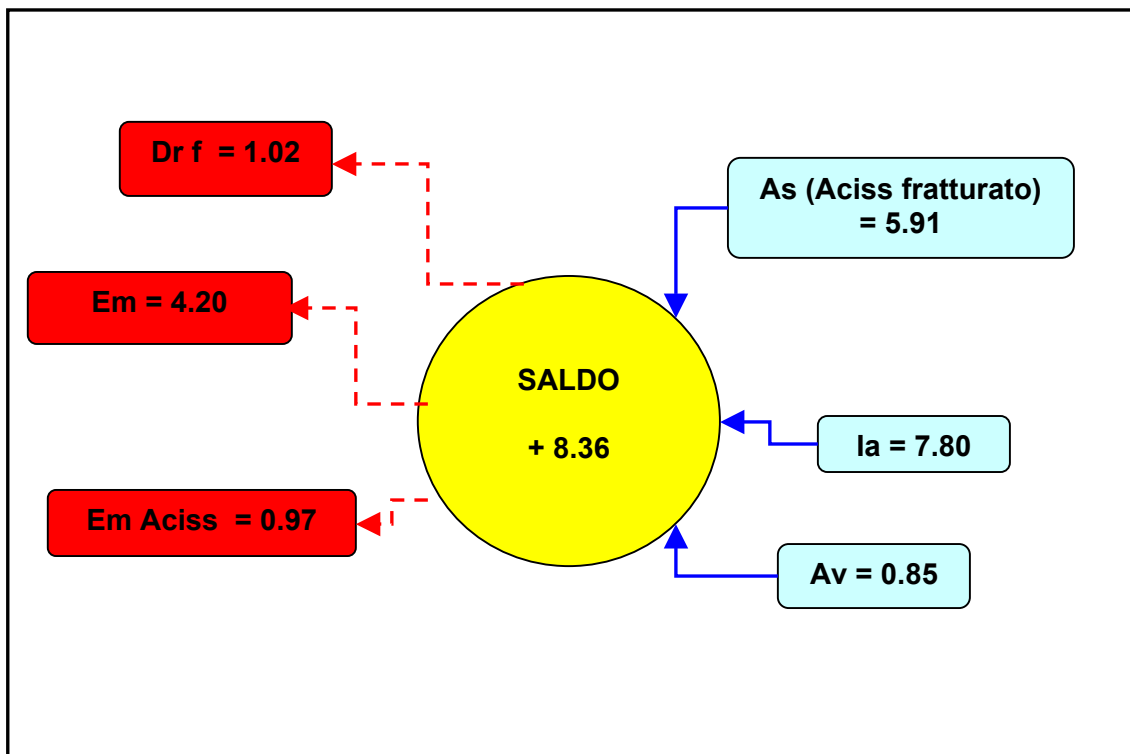 Dr f = 1.02
As (Aciss fratturato)
= 5.91
Em = 4.20
SALDO
+ 8.36
Ia = 7.80
Em Aciss = 0.97
Av = 0.85